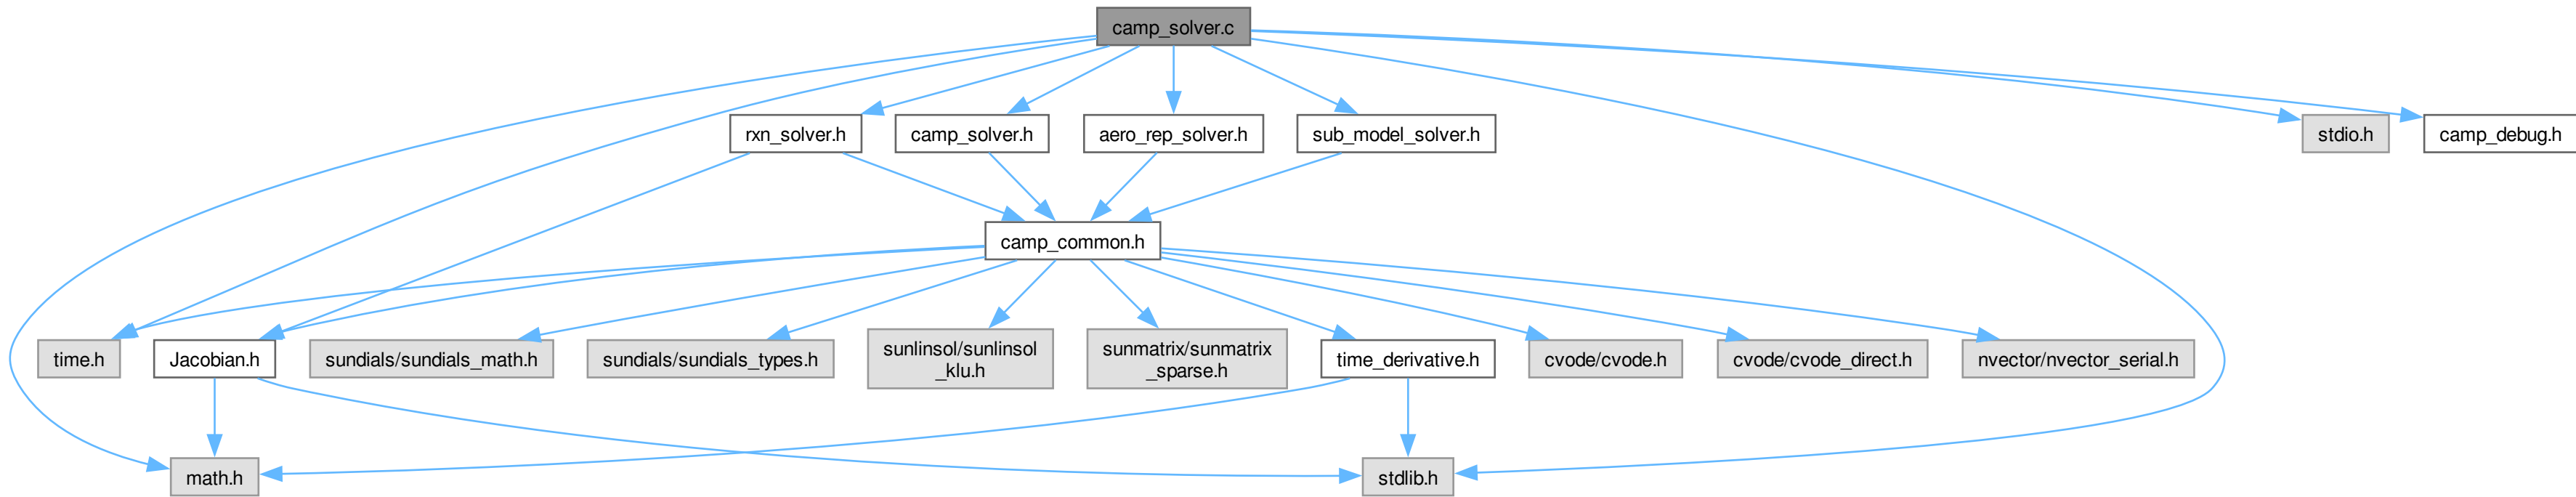 camp_solver.c
rxn_solver.h
camp_solver.h
aero_rep_solver.h
sub_model_solver.h
stdio.h
camp_debug.h
camp_common.h
time.h
Jacobian.h
sundials/sundials_math.h
sundials/sundials_types.h
sunlinsol/sunlinsol
_klu.h
sunmatrix/sunmatrix
_sparse.h
time_derivative.h
cvode/cvode.h
cvode/cvode_direct.h
nvector/nvector_serial.h
math.h
stdlib.h